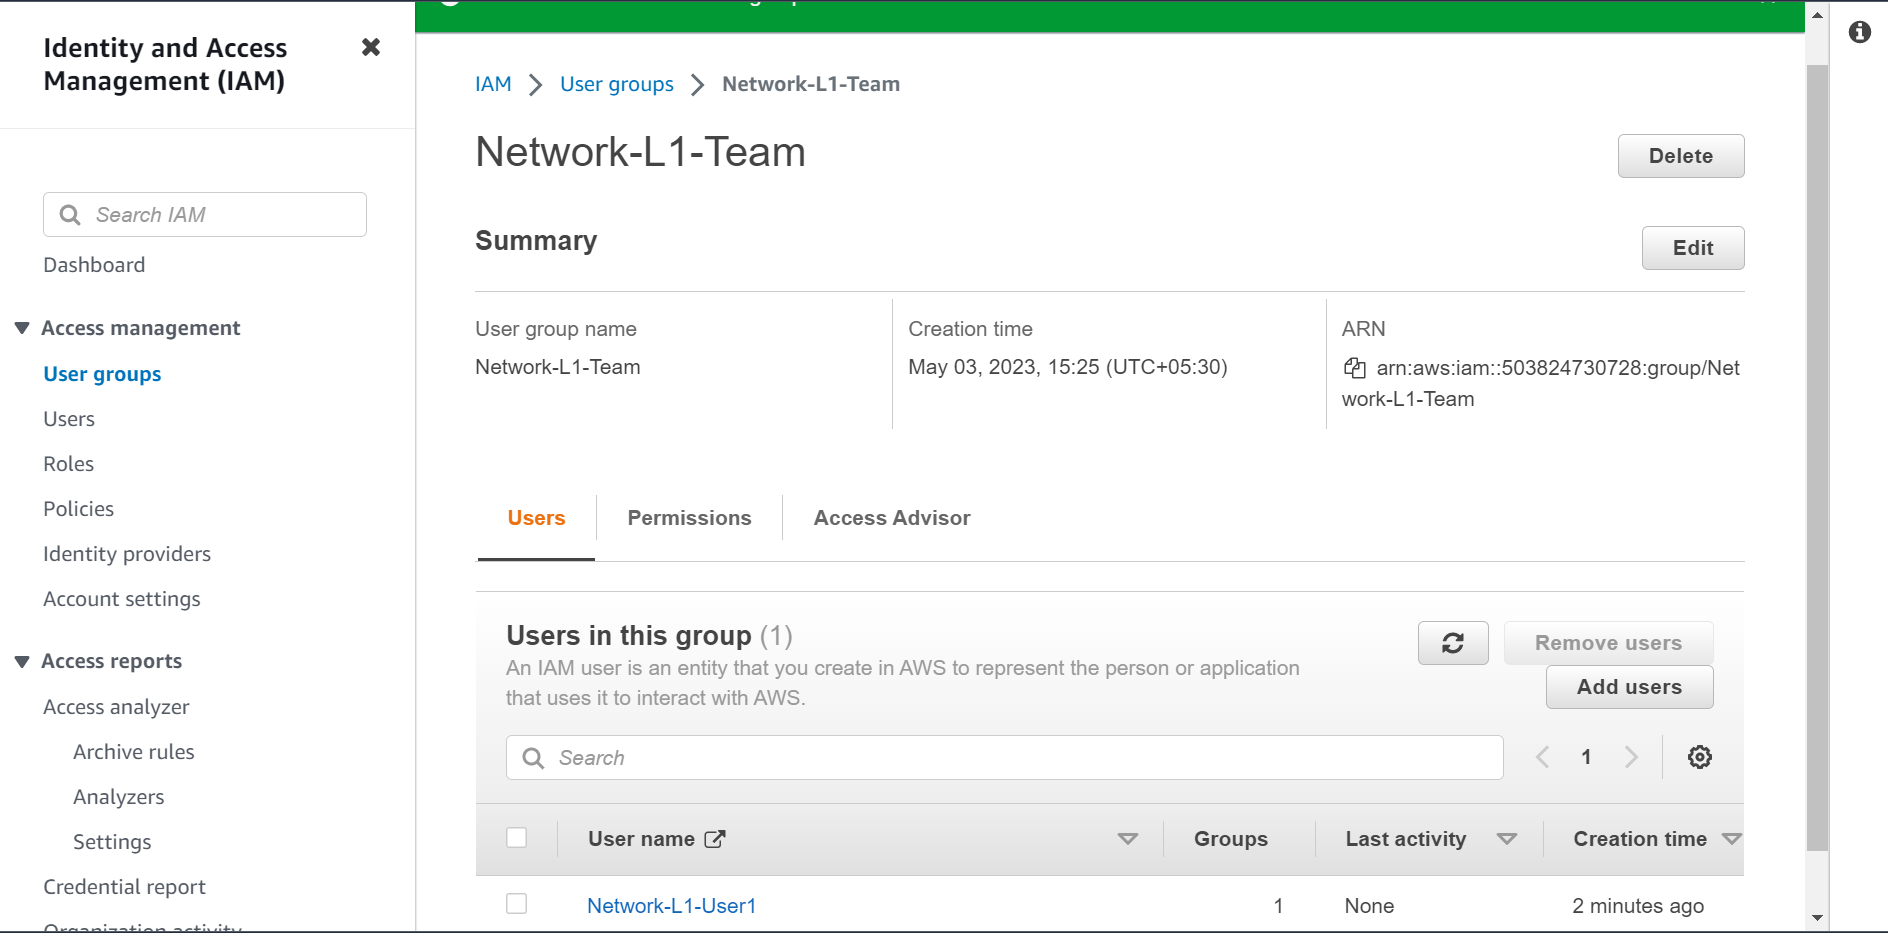 Identity and Access
Management (IAM)
Search IAM
Dashboard
Access management
User groups
Users
Roles
Policies
Identity providers
Account settings
Access reports
Access analyzer
Archive rules
Analyzers
Settings
Credential report
Organization activity
IAM > User groups > Network-L1-Team
Network-L1-Team
Delete
Summary
Edit
User group name
Network-L1-Team
Creation time
May 03, 2023, 15:25 (UTC+05:30)
ARN
arn:aws:iam::503824730728:group/Net
work-L1-Team
Users Permissions Access Advisor
Users in this group (1)
An IAM user is an entity that you create in AWS to represent the person or application
that uses it to interact with AWS.
Remove users
Add users
Search
1
User name Groups Last activity Creation time
Network-L1-User1 1 None 2 minutes ago